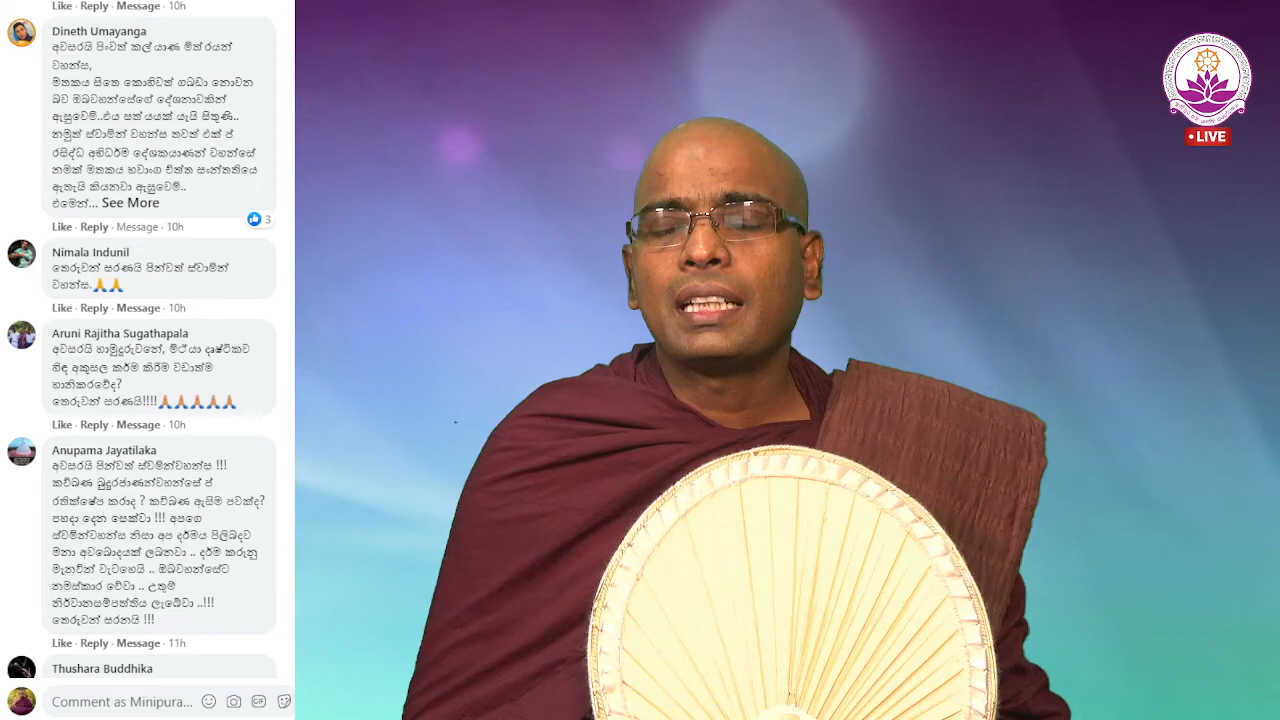 Like · Reply · Message · 10h
Dineth Umayanga
අවසරයි පිංවත් කල් යාණ මිත් රයන්
වහන්ස,
මතකය සිතෙ කොහිවත් ගබඩා නොවන
බව ඔබවහන්සේගේ දේශනාවකින්
ඇසුවෙමි..එය සත් යයක් යැයි සිතුණි..
නමුත් ස්වාමින් වහන්ස තවත් එක් ප්
රසිද්ධ අභිධර්ම දේශකයාණන් වහන්සේ
නමක් මතකය භවාංග චිත්ත සංන්තතියෙ
ඇතැයි කියනවා ඇසුවෙමි..
එමෙන්... See More
3
Like · Reply · Message · 10h
Nimala Indunil
තෙරුවන් සරණයි පින්වත් ස්වාමින්
වහන්ස.🙏🙏
Like · Reply · Message · 10h
Aruni Rajitha Sugathapala
අවසරයි හාමුදුරුවනේ, මිථ් යා දෘෂ්ටිකව
හිඳ අකුසල කර්ම කිරීම වඩාත්ම
හානිකරවේද?
තෙරුවන් සරණයි!!!!🙏🙏🙏🙏🙏
Like · Reply · Message · 10h
Anupama Jayatilaka
අවසරයි පින්වත් ස්වමින්වහන්ස !!!
කවිබණ බුදුරජාණන්වහන්සේ ප්
රතික්ෂේප කරාද ? කවිබණ ඇසිම පවක්ද?
පහදා දෙන සෙක්වා !!! අපගෙ
ස්වමින්වහන්ස නිසා අප දර්මය පිලිබදව
මනා අවබොදයක් ලබනවා .. දර්ම කරුනු
මැනවින් වැටහෙයි .. ඔබවහන්සේට
නමස්කාර වේවා .. උතුම්
නිර්වානසම්පත්තිය ලැබේවා ..!!!
තෙරුවන් සරනයි !!!
Like · Reply · Message · 11h
Thushara Buddhika
Comment as Minipura...
GIF
LIVE